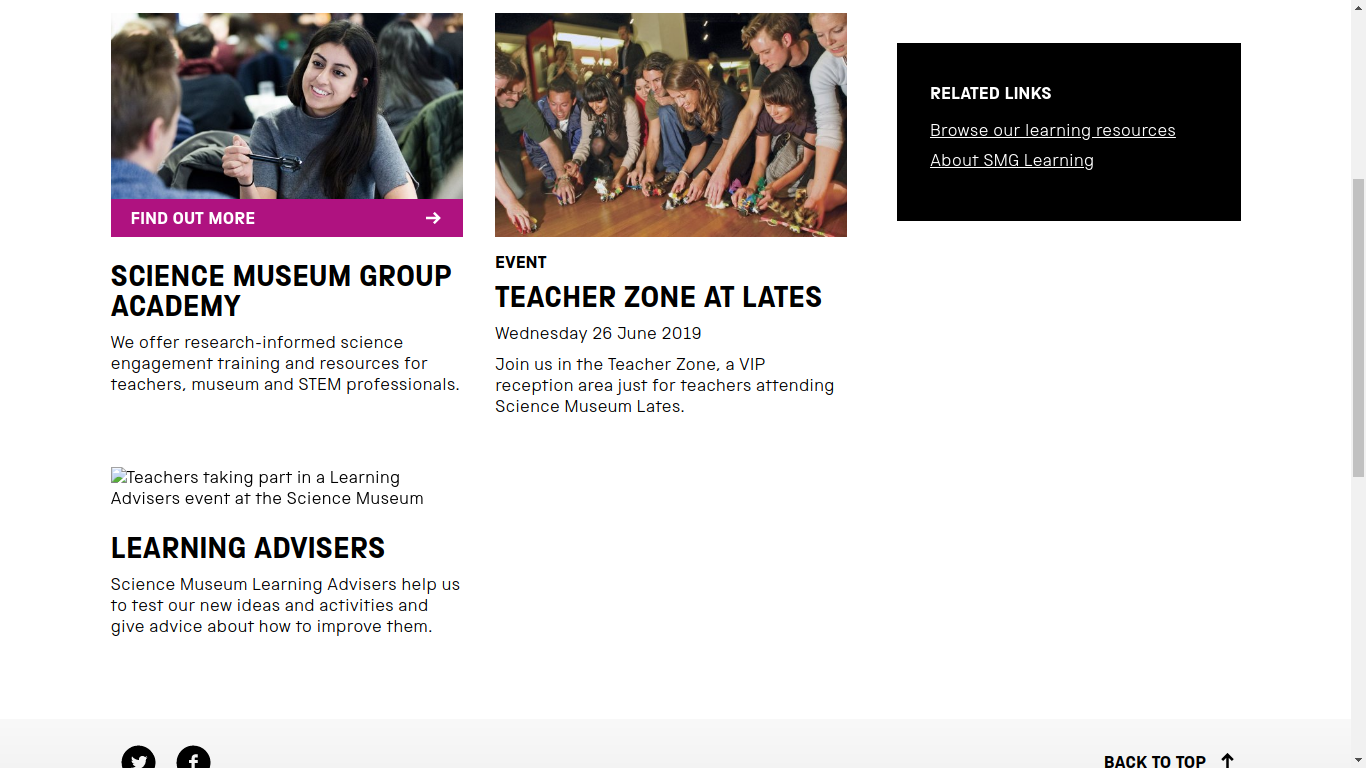 FIND OUT MORE
SCIENCE MUSEUM GROUP
ACADEMY
We offer research-informed science
engagement training and resources for
teachers, museum and STEM professionals.
EVENT
TEACHER ZONE AT LATES
Wednesday 26 June 2019
Join us in the Teacher Zone, a VIP
reception area just for teachers attending
Science Museum Lates.
RELATED LINKS
Browse our learning resources
About SMG Learning
Teachers taking part in a Learning
Advisers event at the Science Museum
LEARNING ADVISERS
Science Museum Learning Advisers help us
to test our new ideas and activities and
give advice about how to improve them.
BACK TO TOP